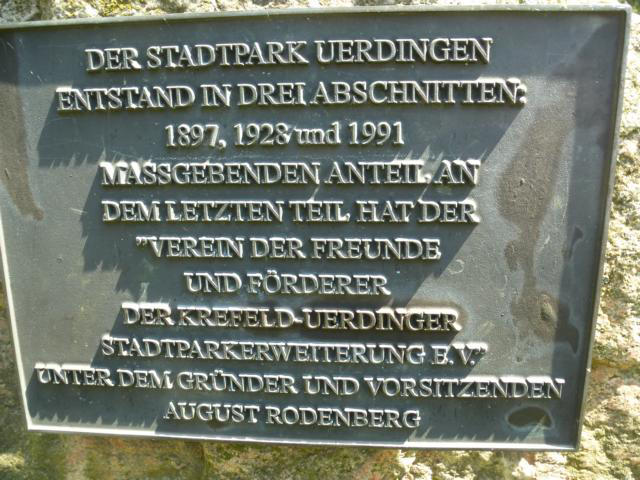 DER STADTPARK UERDINGEN
ENTSTAND IN DREI ABSCHNITTEN:
1897, 1928 und 1991
MASSGEBENDEN ANTEIL AN
DEM LETZTEN TEIL HAT DER
"VEREIN DER FREUNDE
UND FÖRDERER
DER KREFELD-UERDINGER
STADTPARKERWEITERUNG E.V."
UNTER DEM GRÜNDER UND VORSITZENDEN
AUGUST RODENBERG